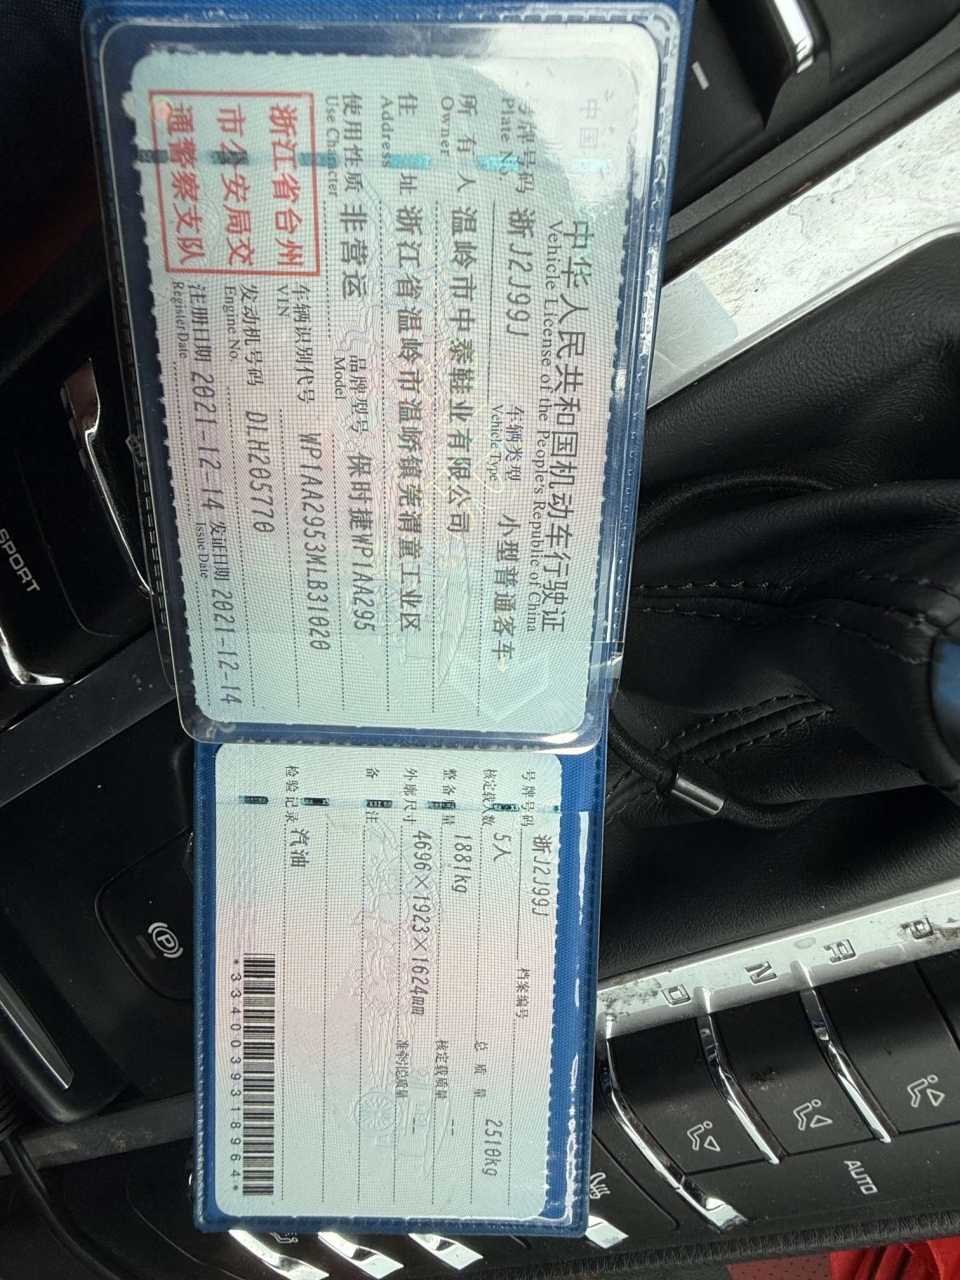 中华人民共和国机动车行驶证
Vehicle License of the People's Republic of China
号牌号码 浙J2J99J 车辆类型 小型普通客车
Plate No. Vehicle Type
所有人 温岭市中泰鞋业有限公司
Owner
住址 浙江省温岭市温峤镇莞渭童工业区
Address
使用性质 非营运 品牌型号 保时捷WP1AA295
Use Character Model
浙江省台州
市公安局交
通警察支队
车辆识别代号 WP1AA2953MLB31020
VIN
发动机号码 DLH205770
Engine No.
注册日期 2021-12-14 发证日期 2021-12-14
Register Date Issue Date
号牌号码 浙J2J99J 档案编号
核定载人数 5人 总质量 2510kg
整备质量 1881kg 核定载质量 --
外廓尺寸 4696×1923×1624mm 准牵引总质量 --
备注
检验记录 汽油
*3340039318964*
SPORT
P
P
R
N
D
AUTO